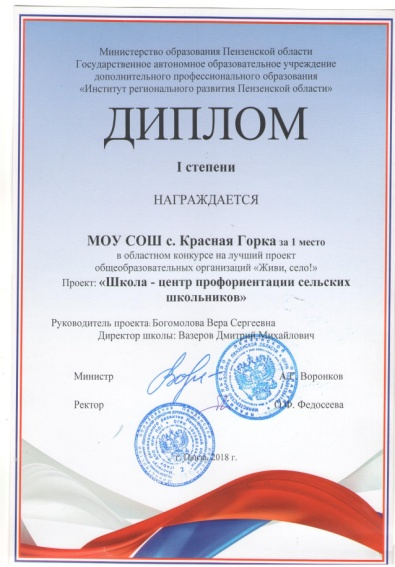 Министерство образования Пензенской области
Государственное автономное образовательное учреждение
дополнительного профессионального образования
«Институт регионального развития Пензенской области»
ДИПЛОМ
I степени
НАГРАЖДАЕТСЯ
МОУ СОШ с. Красная Горка за 1 место
в областном конкурсе на лучший проект
общеобразовательных организаций «Живи, село!»
Проект: «Школа - центр профориентации сельских
школьников»
Руководитель проекта Богомолова Вера Сергеевна
Директор школы: Вазеров Дмитрий Михайлович
Министр А.Г. Воронков
Ректор О.Ф. Федосеева
г. Пенза, 2018 г.